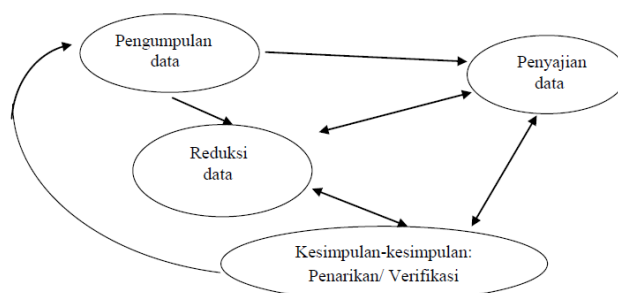 Pengumpulan
data
Penyajian
data
Reduksi
data
Kesimpulan-kesimpulan:
Penarikan/ Verifikasi